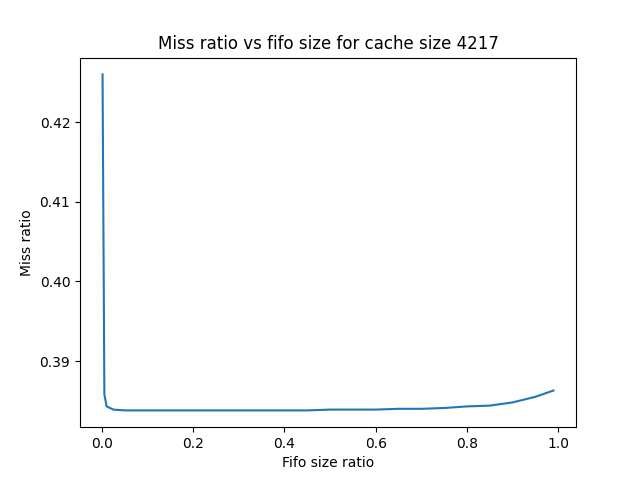 Miss ratio vs fifo size for cache size 4217
0.42
0.41
0.40
0.39
Miss ratio
0.0 0.2 0.4 0.6 0.8 1.0
Fifo size ratio